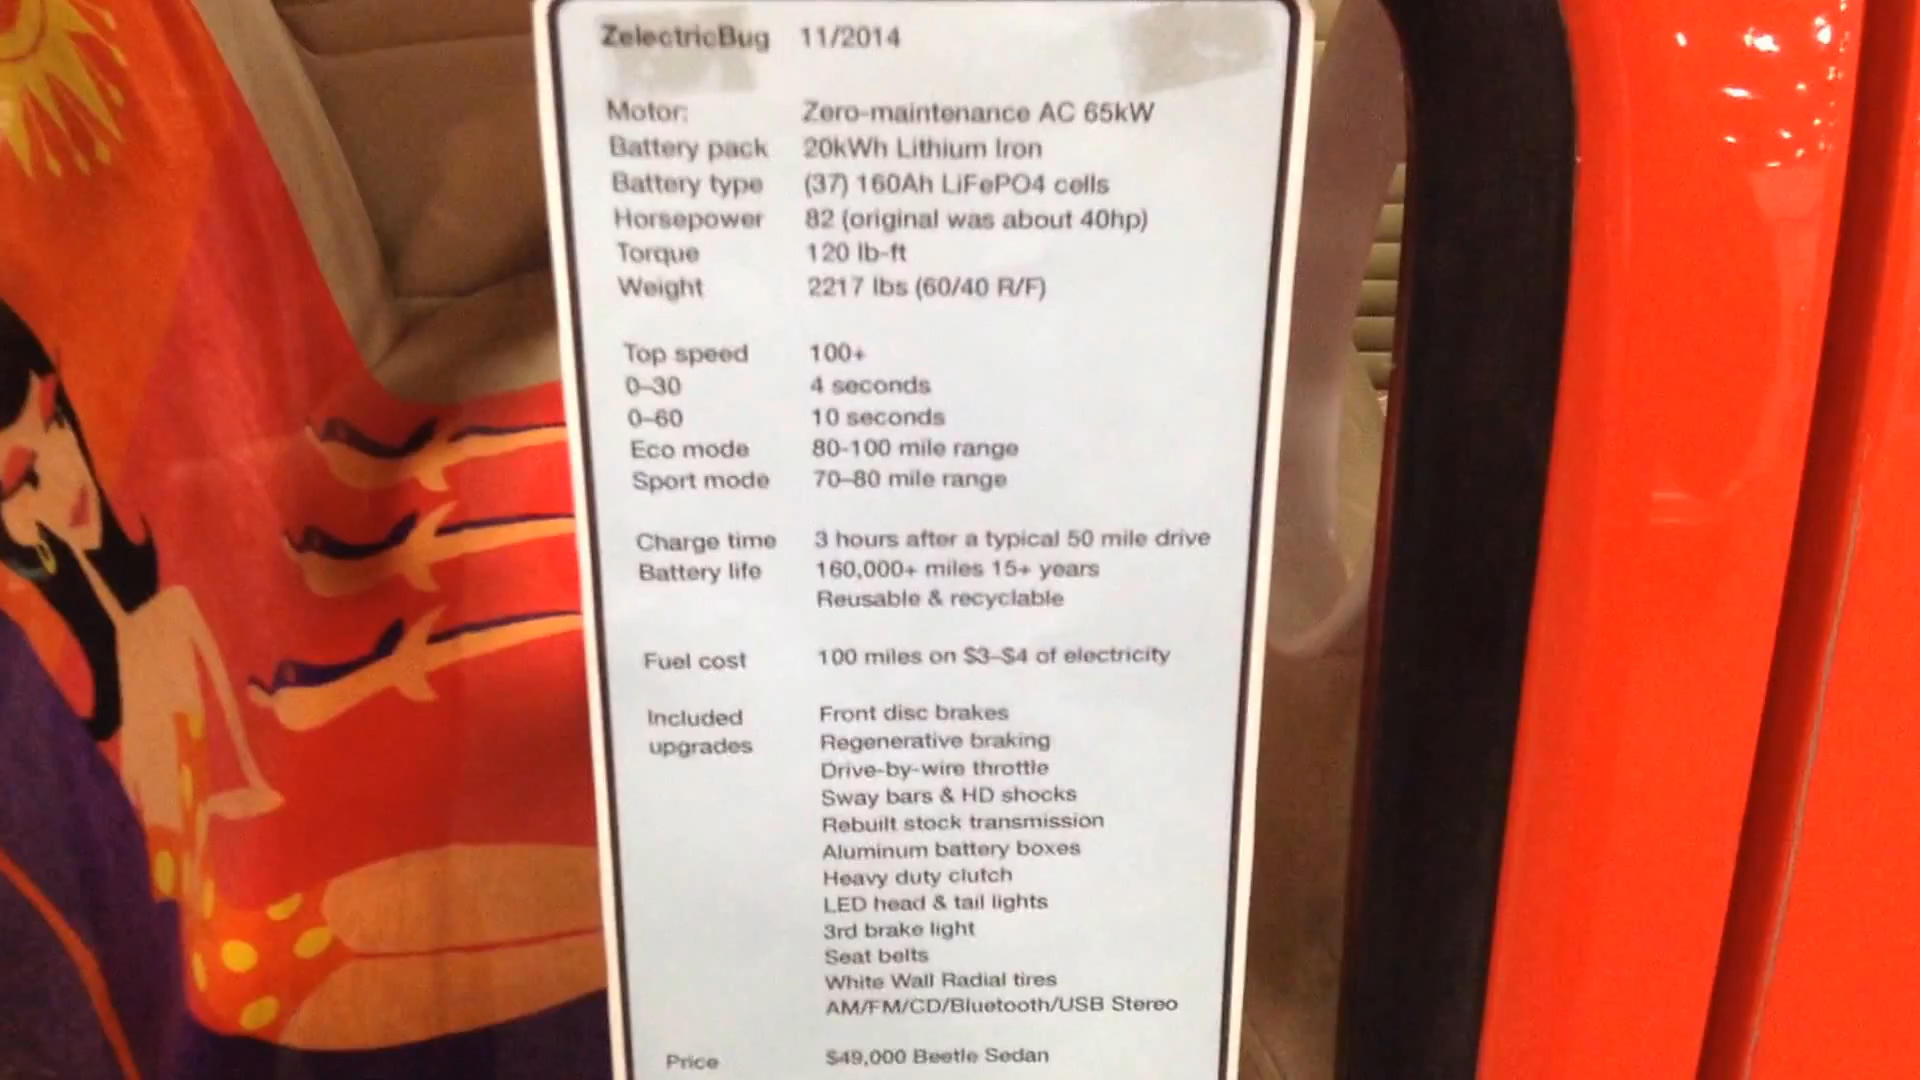 ZelectricBug 11/2014
Motor: Zero-maintenance AC 65kW
Battery pack 20kWh Lithium Iron
Battery type (37) 160Ah LiFePO4 cells
Horsepower 82 (original was about 40hp)
Torque 120 lb-ft
Weight 2217 lbs (60/40 R/F)
Top speed 100+
0–30 4 seconds
0–60 10 seconds
Eco mode 80-100 mile range
Sport mode 70–80 mile range
Charge time 3 hours after a typical 50 mile drive
Battery life 160,000+ miles 15+ years
Reusable & recyclable
Fuel cost 100 miles on $3–$4 of electricity
Included Front disc brakes
upgrades Regenerative braking
Drive-by-wire throttle
Sway bars & HD shocks
Rebuilt stock transmission
Aluminum battery boxes
Heavy duty clutch
LED head & tail lights
3rd brake light
Seat belts
White Wall Radial tires
AM/FM/CD/Bluetooth/USB Stereo
Price $49,000 Beetle Sedan